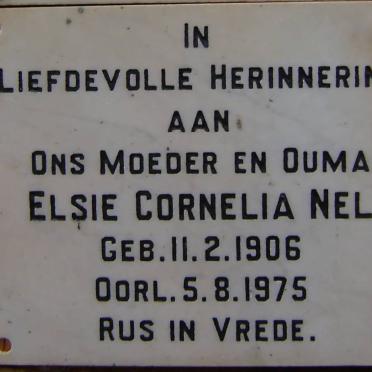 IN
LIEFDEVOLLE HERINNERIN
AAN
ONS MOEDER EN OUMA
ELSIE CORNELIA NEL
GEB.11.2.1906
OORL.5.8.1975
RUS IN VREDE.